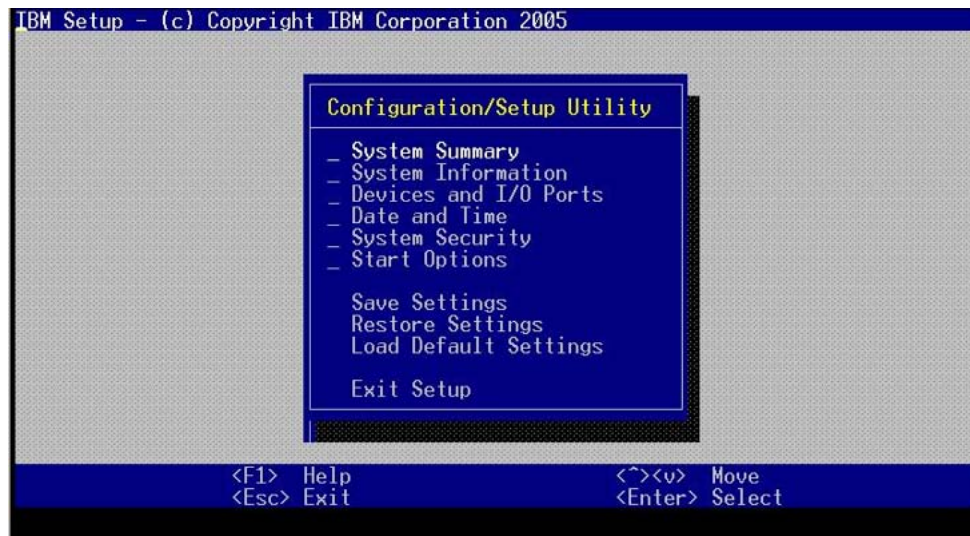 IBM Setup - (c) Copyright IBM Corporation 2005
Configuration/Setup Utility
_ System Summary
_ System Information
_ Devices and I/O Ports
_ Date and Time
_ System Security
_ Start Options
Save Settings
Restore Settings
Load Default Settings
Exit Setup
<F1> Help <^><v> Move
<Esc> Exit <Enter> Select